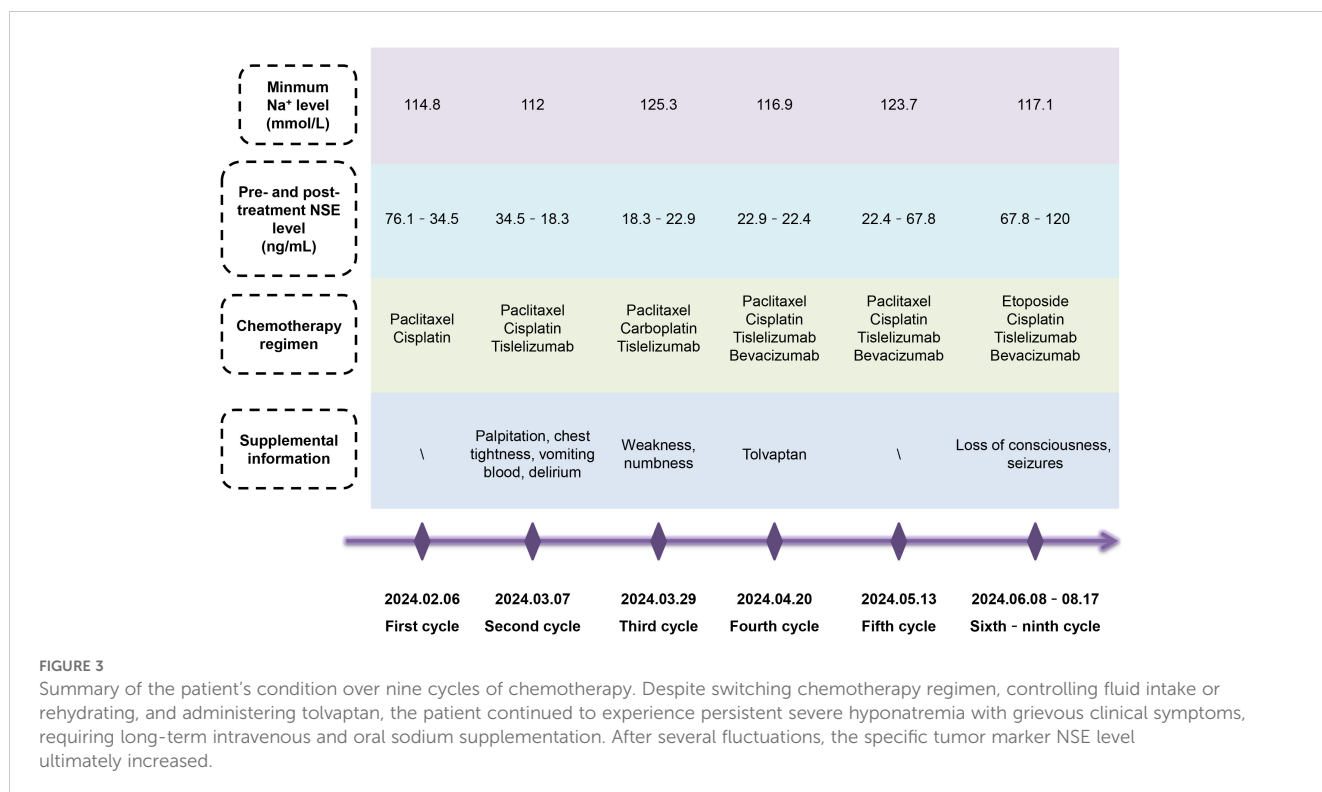 Minmum
Na⁺ level
(mmol/L)
114.8
112
125.3
116.9
123.7
117.1
Pre- and post-
treatment NSE
level
(ng/mL)
76.1 - 34.5
34.5 - 18.3
18.3 - 22.9
22.9 - 22.4
22.4 - 67.8
67.8 - 120
Chemotherapy
regimen
Paclitaxel
Cisplatin
Paclitaxel
Cisplatin
Tislelizumab
Paclitaxel
Carboplatin
Tislelizumab
Paclitaxel
Cisplatin
Tislelizumab
Bevacizumab
Paclitaxel
Cisplatin
Tislelizumab
Bevacizumab
Etoposide
Cisplatin
Tislelizumab
Bevacizumab
Supplemental
information
\
Palpitation, chest
tightness, vomiting
blood, delirium
Weakness,
numbness
Tolvaptan
\
Loss of consciousness,
seizures
2024.02.06
First cycle
2024.03.07
Second cycle
2024.03.29
Third cycle
2024.04.20
Fourth cycle
2024.05.13
Fifth cycle
2024.06.08 - 08.17
Sixth - ninth cycle
FIGURE 3
Summary of the patient's condition over nine cycles of chemotherapy. Despite switching chemotherapy regimen, controlling fluid intake or
rehydrating, and administering tolvaptan, the patient continued to experience persistent severe hyponatremia with grievous clinical symptoms,
requiring long-term intravenous and oral sodium supplementation. After several fluctuations, the specific tumor marker NSE level
ultimately increased.